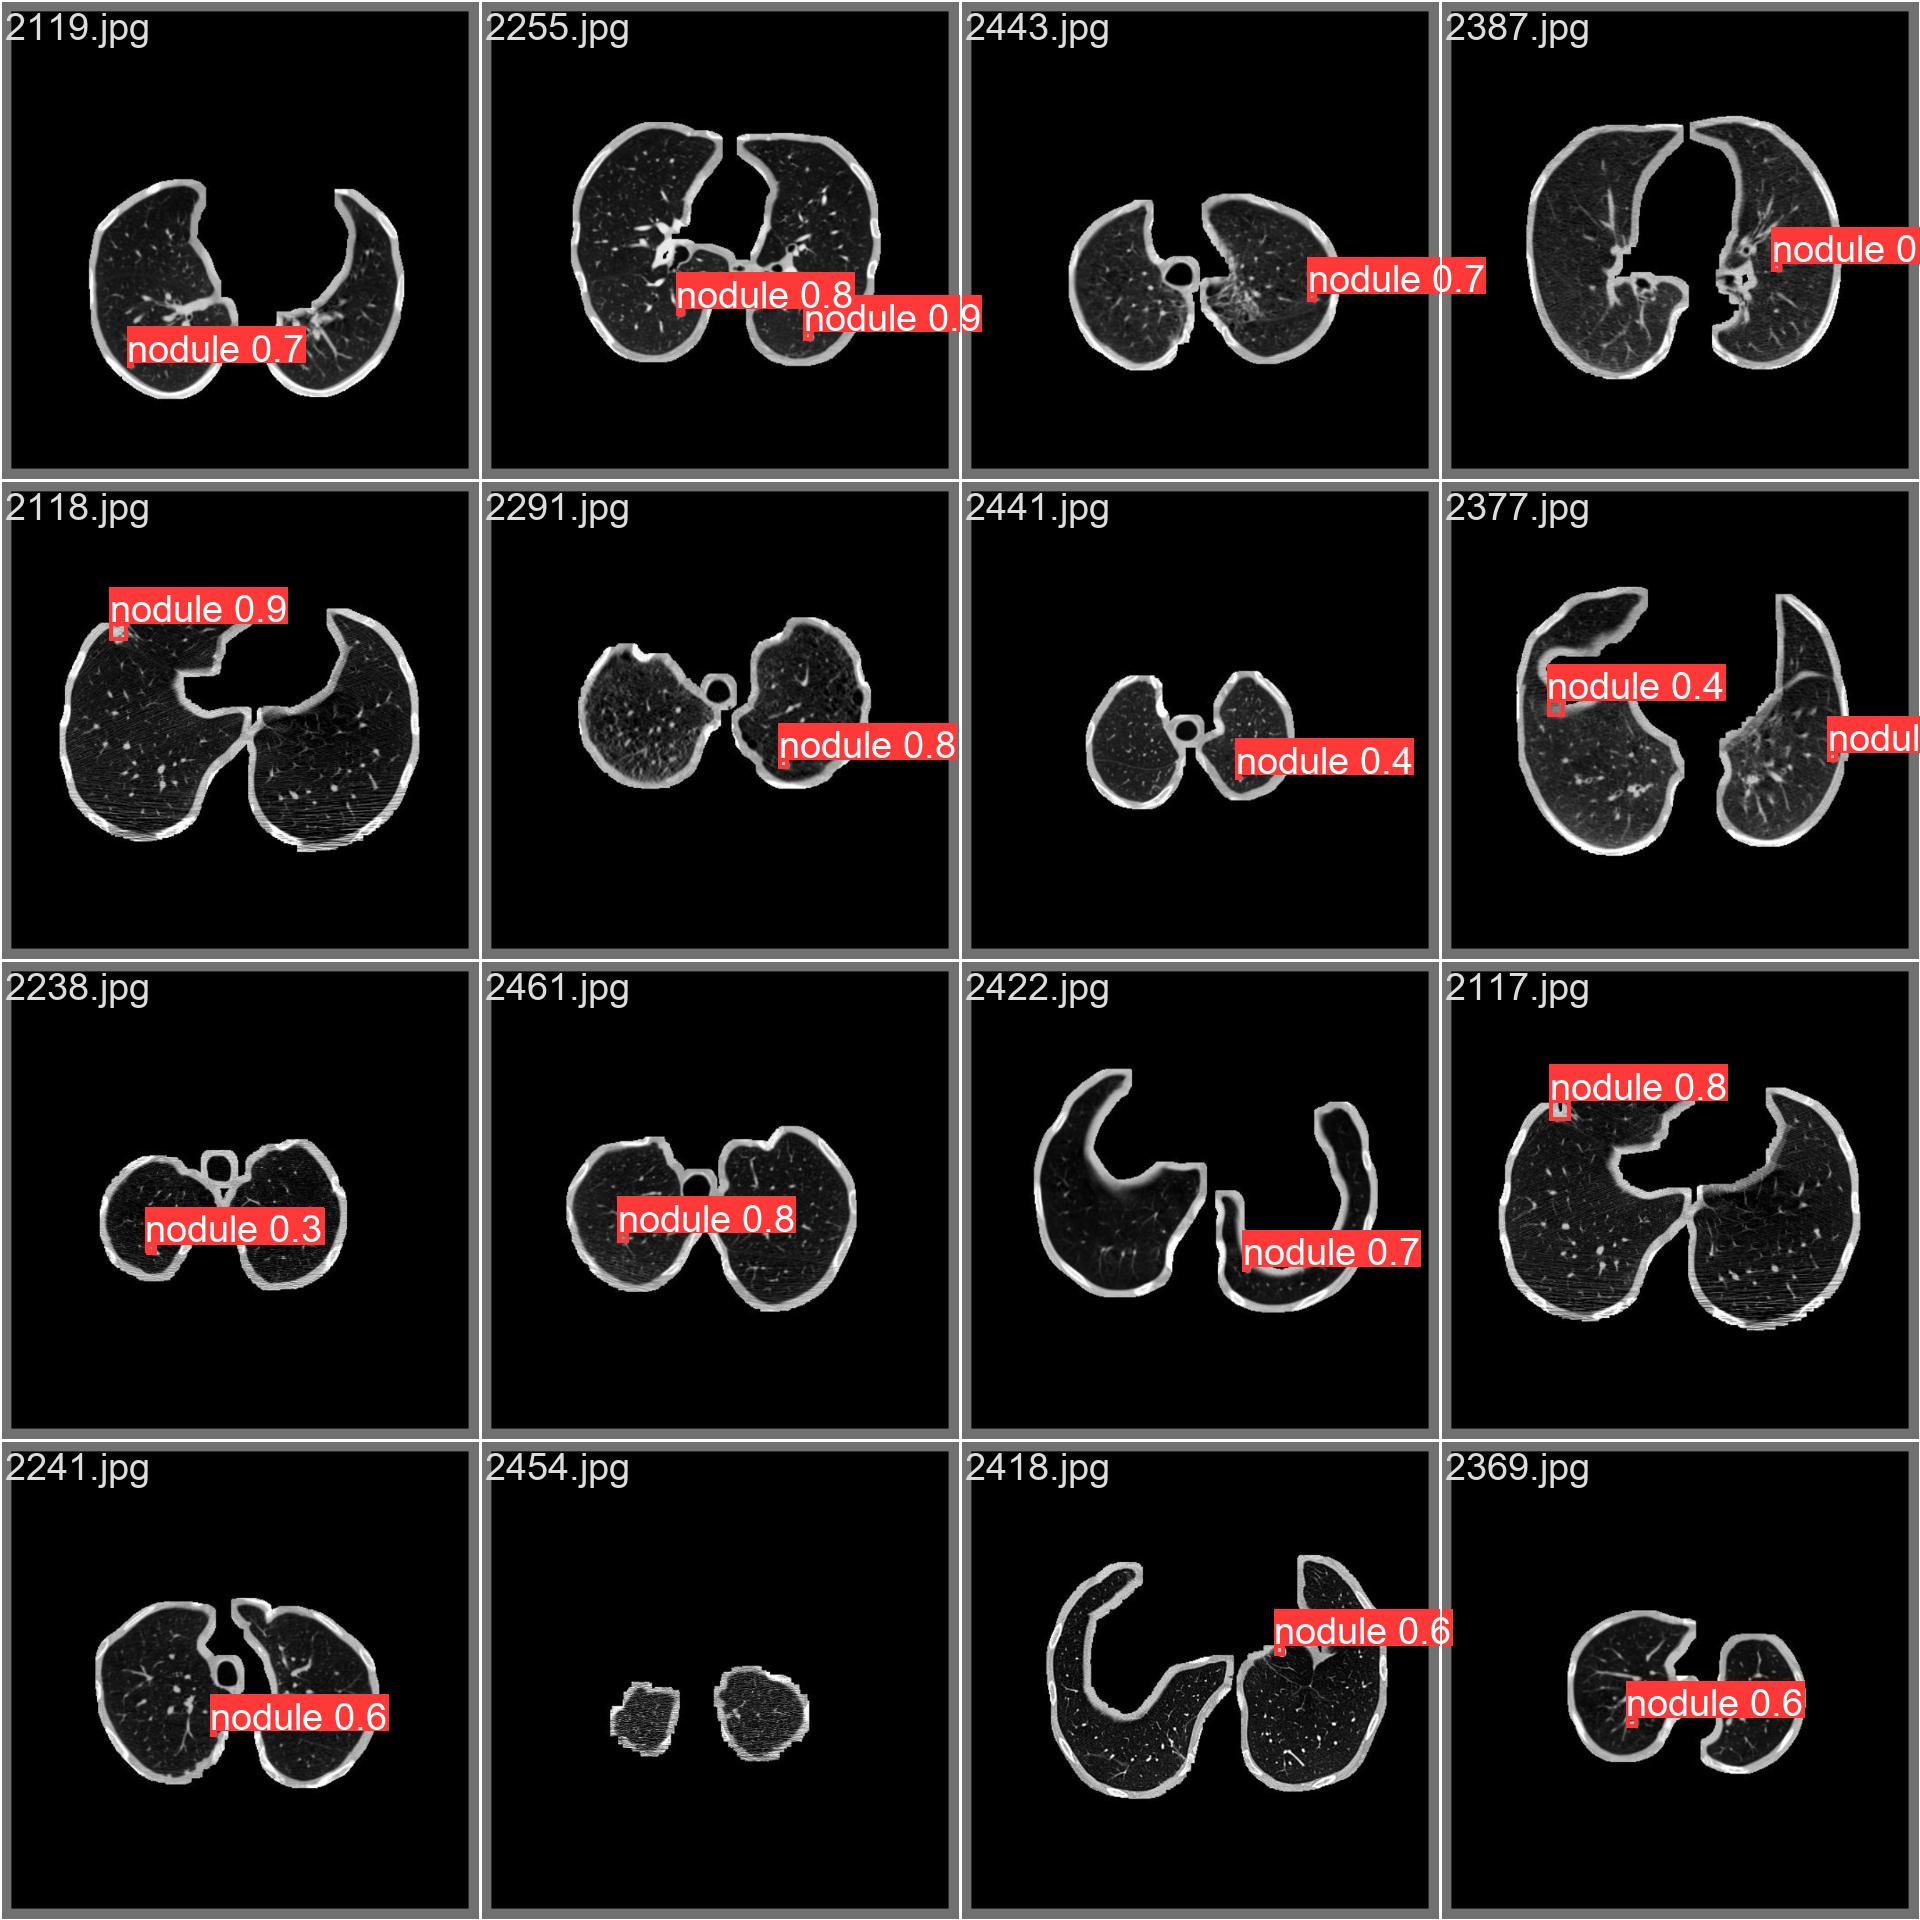 2119.jpg
2255.jpg
2443.jpg
2387.jpg
nodule 0.7
nodule 0.8
nodule 0.9
nodule 0.7
nodule 0
2118.jpg
2291.jpg
2441.jpg
2377.jpg
nodule 0.9
nodule 0.8
nodule 0.4
nodule 0.4
nodul
2238.jpg
2461.jpg
2422.jpg
2117.jpg
nodule 0.3
nodule 0.8
nodule 0.7
nodule 0.8
2241.jpg
2454.jpg
2418.jpg
2369.jpg
nodule 0.6
nodule 0.6
nodule 0.6